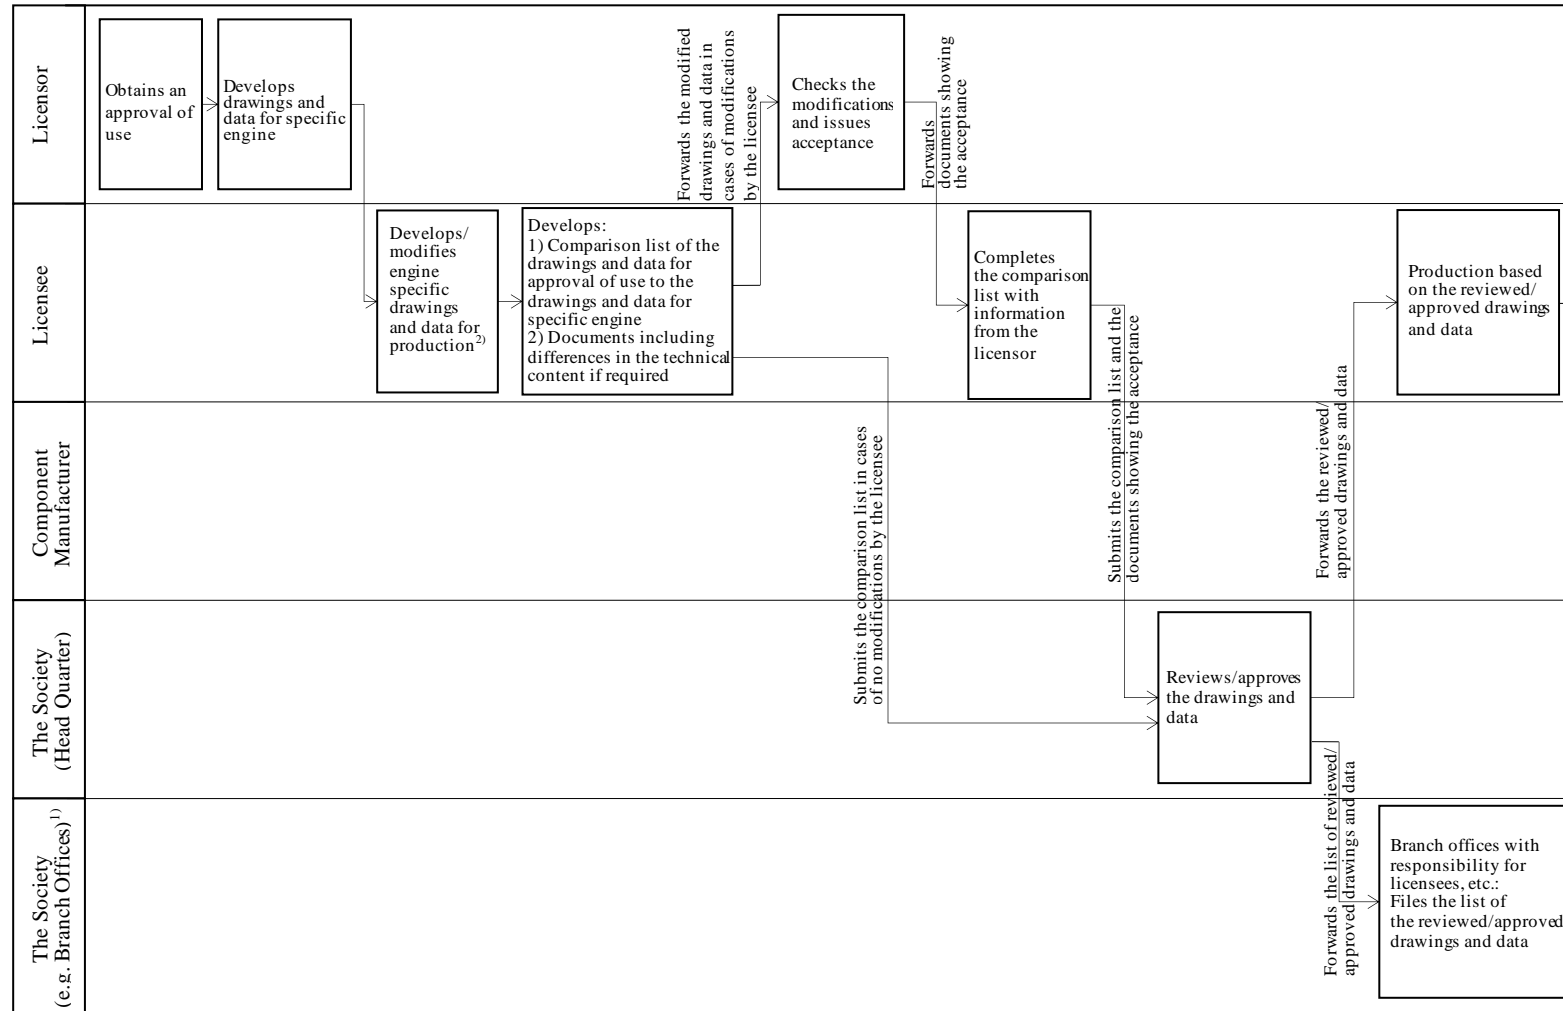 Licensor
Obtains an
approval of
use
Develops
drawings and
data for specific
engine
Forwards the modified
drawings and data in
cases of modifications
by the licensee
Checks the
modifications
and issues
acceptance
Forwards
documents showing
the acceptance
Licensee
Develops/
modifies
engine
specific
drawings
and data for
production2)
Develops:
1) Comparison list of the
drawings and data for
approval of use to the
drawings and data for
specific engine
2) Documents including
differences in the technical
content if required
Completes
the comparison
list with
information
from the
licensor
Production based
on the reviewed/
approved drawings
and data
Component
Manufacturer
Submits the comparison list in cases
of no modifications by the licensee
Submits the comparison list and the
documents showing the acceptance
Forwards the reviewed/
approved drawings and data
The Society
(Head Quarter)
Reviews/approves
the drawings and
data
Forwards the list of reviewed/
approved drawings and data
The Society
(e.g. Branch Offices)1)
Branch offices with
responsibility for
licensees, etc.:
Files the list of
the reviewed/approved
drawings and data